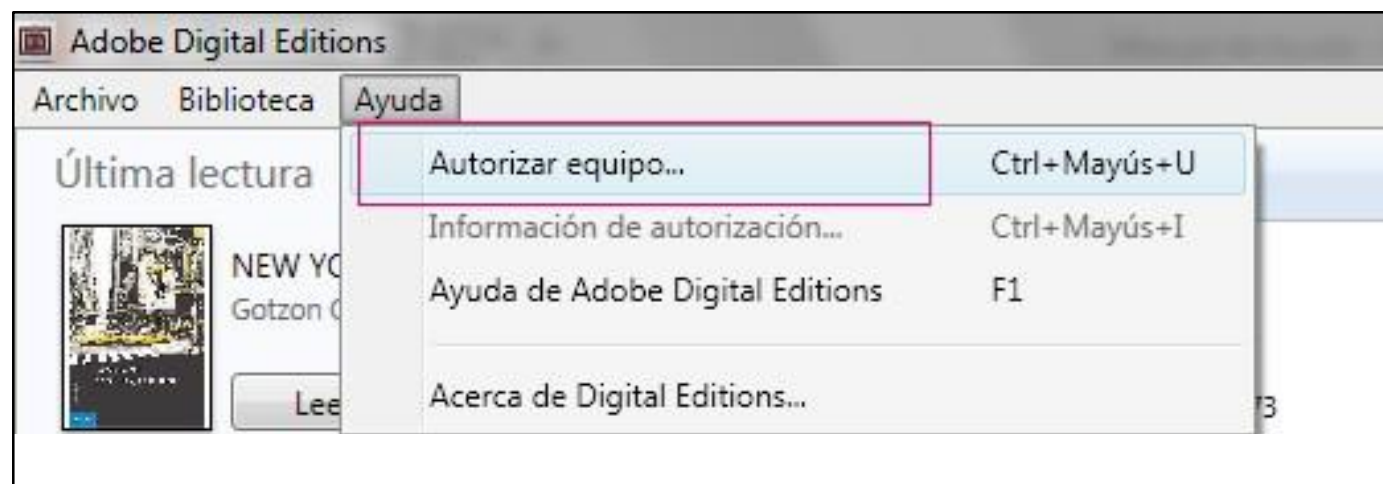 Adobe Digital Editions
Archivo Biblioteca Ayuda
Última lectura
Autorizar equipo... Ctrl+Mayús+U
Información de autorización... Ctrl+Mayús+I
NEW YO
Gotzon
Ayuda de Adobe Digital Editions F1
Lee
Acerca de Digital Editions...